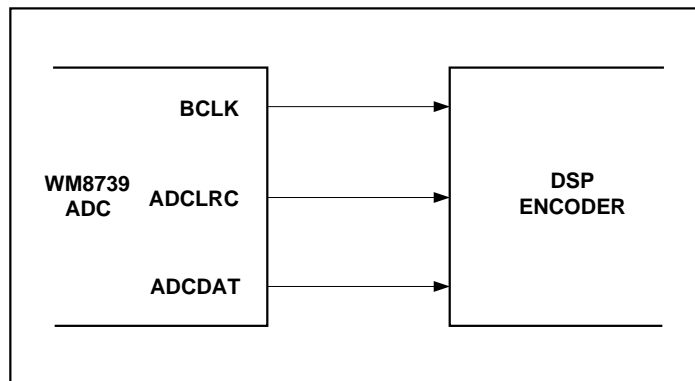 BCLK
WM8739
ADC
ADCLRC
ADCDAT
DSP
ENCODER